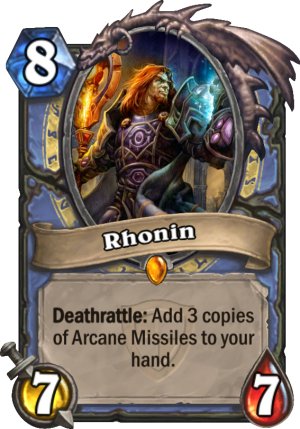 8
Rhonin
Deathrattle: Add 3 copies
of Arcane Missiles to your
hand.
7
7